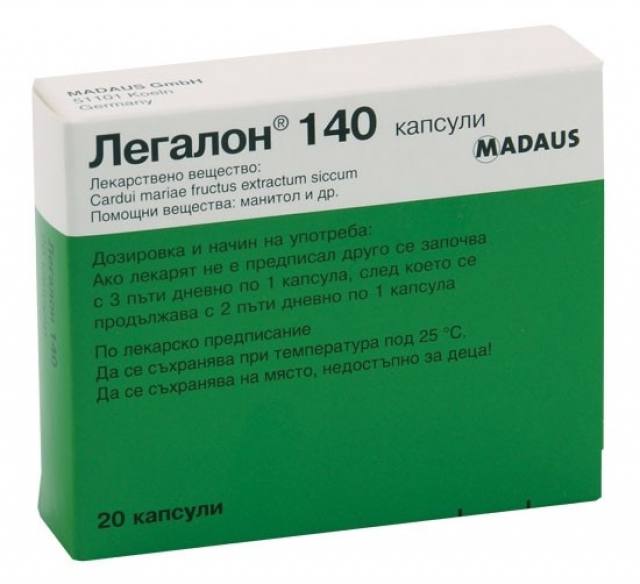 MADAUS GmbH
51101 Koeln
Germany
Легалон® 140 капсули
MADAUS
Лекарствено вещество:
Cardui mariae fructus extractum siccum
Помощни вещества: манитол и др.
Дозировка и начин на употреба:
Ако лекарят не е предписал друго се започва
с 3 пъти дневно по 1 капсула, след което се
продължава с 2 пъти дневно по 1 капсула
По лекарско предписание
Да се съхранява при температура под 25 °C.
Да се съхранява на място, недостъпно за деца!
20 капсули
Легалон 140